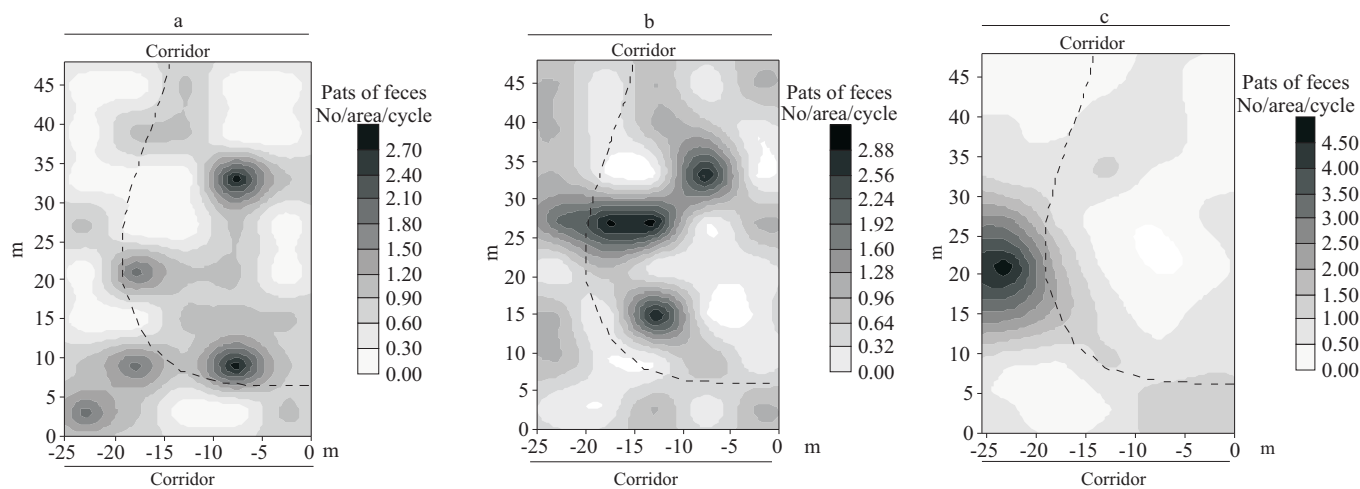 a
Corridor
Pats of feces
No/area/cycle
45
40
35
30
25
20
15
10
5
0
m
-25 -20 -15 -10 -5 0 m
Corridor
2.70
2.40
2.10
1.80
1.50
1.20
0.90
0.60
0.30
0.00
b
Corridor
Pats of feces
No/area/cycle
45
40
35
30
25
20
15
10
5
0
m
-25 -20 -15 -10 -5 0 m
Corridor
2.88
2.56
2.24
1.92
1.60
1.28
0.96
0.64
0.32
0.00
c
Corridor
Pats of feces
No/area/cycle
45
40
35
30
25
20
15
10
5
0
m
-25 -20 -15 -10 -5 0 m
Corridor
4.50
4.00
3.50
3.00
2.50
2.00
1.50
1.00
0.50
0.00